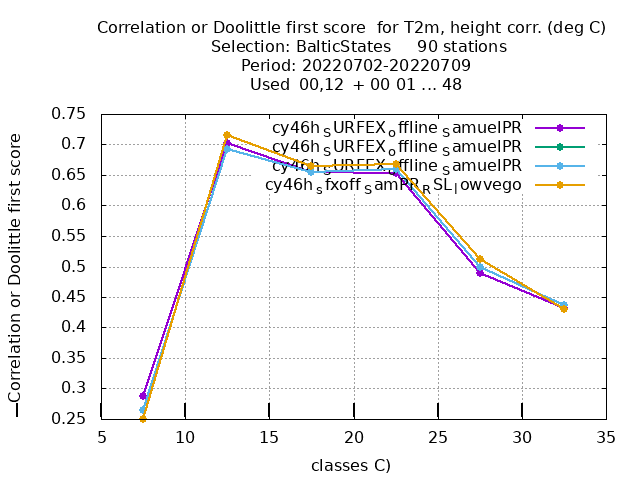 Correlation or Doolittle first score  for T2m, height corr. (deg C)
Selection: BalticStates     90 stations
Period: 20220702-20220709
Used  00,12  + 00 01 ... 48
Correlation or Doolittle first score
0.75
0.7
0.65
0.6
0.55
0.5
0.45
0.4
0.35
0.3
0.25
cy46h_SURFEX_offline_SamuelPR
cy46h_SURFEX_offline_SamuelPR
cy46h_SURFEX_offline_SamuelPR
cy46h_sfxoff_SamPR_RSL_lowvego
5 10 15 20 25 30 35
classes C)